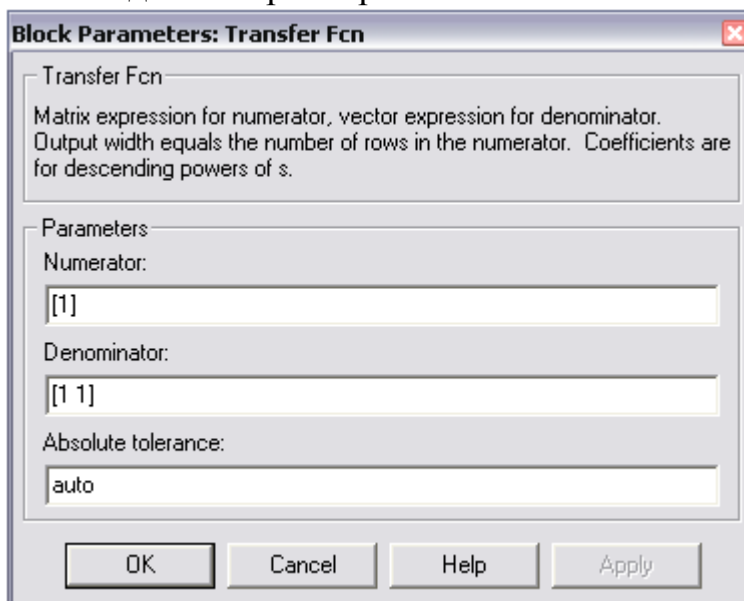 Block Parameters: Transfer Fcn
Transfer Fcn
Matrix expression for numerator, vector expression for denominator.
Output width equals the number of rows in the numerator. Coefficients are
for descending powers of s.
Parameters
Numerator:
[1]
Denominator:
[1 1]
Absolute tolerance:
auto
OK
Cancel
Help
Apply